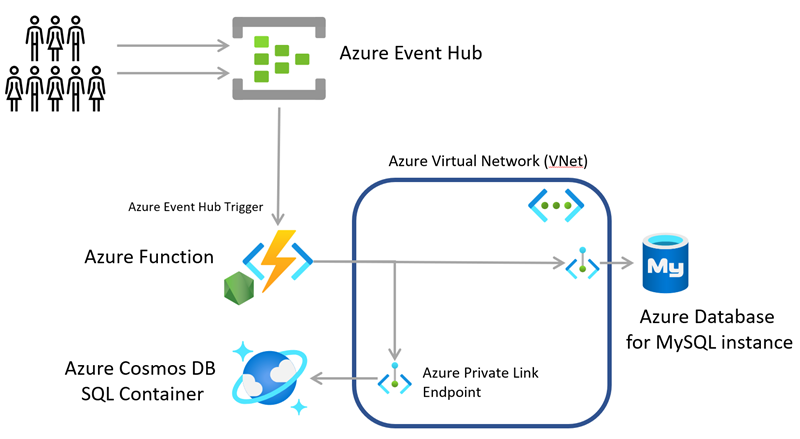 Azure Event Hub
Azure Virtual Network (VNet)
Azure Event Hub Trigger
Azure Function
My
Azure Database
for MySQL instance
Azure Cosmos DB
SQL Container
Azure Private Link
Endpoint